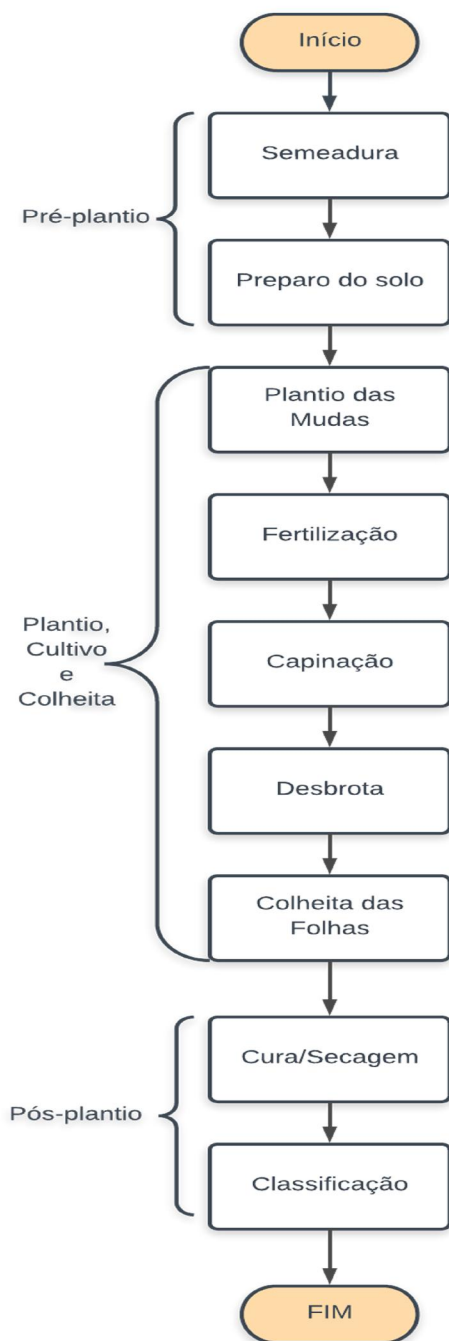 Início
Pré-plantio
Semeadura
Preparo do solo
Plantio,
Cultivo
e
Colheita
Plantio das
Mudas
Fertilização
Capinação
Desbrota
Colheita das
Folhas
Pós-plantio
Cura/Secagem
Classificação
FIM